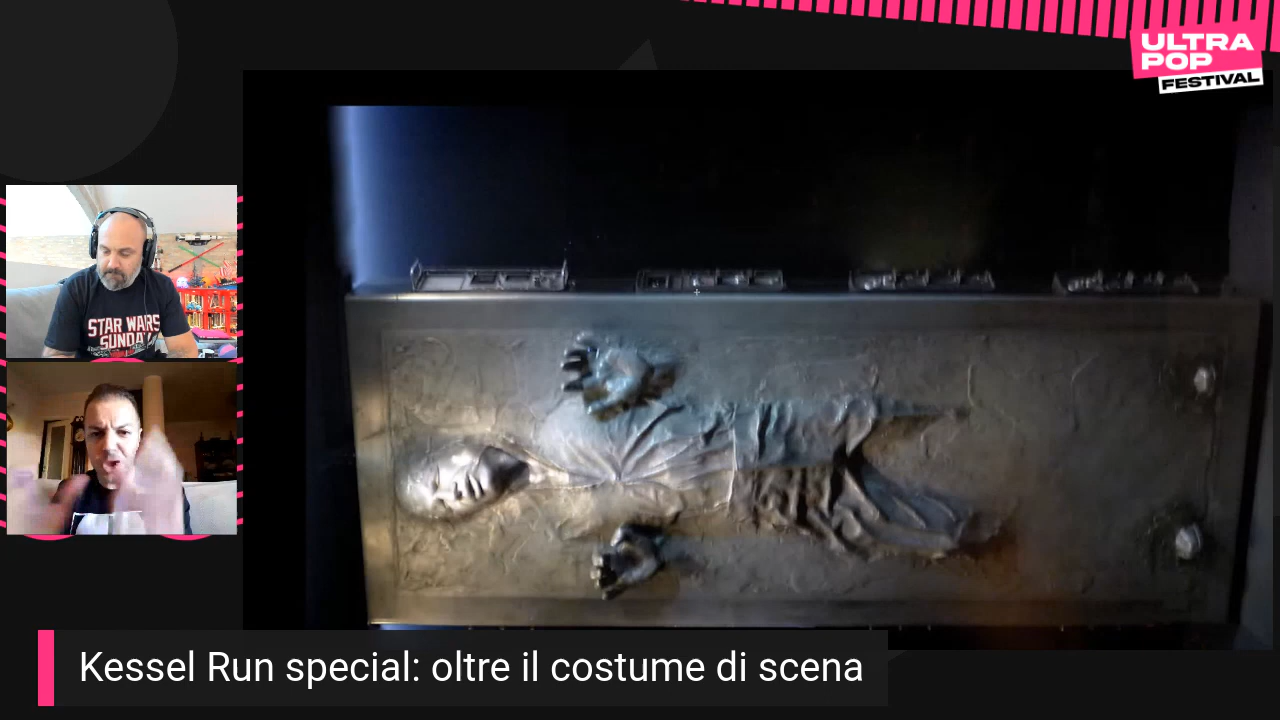 ULTRA
POP
FESTIVAL
STAR WARS
SUNDAY
Kessel Run special: oltre il costume di scena